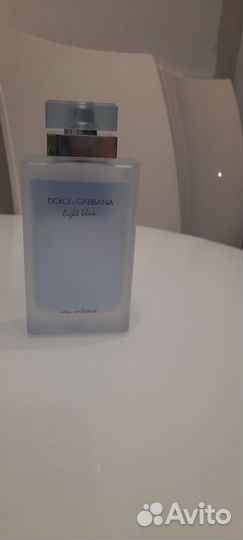 DOLCE & GABBANA
light blue
eau intense
Avito